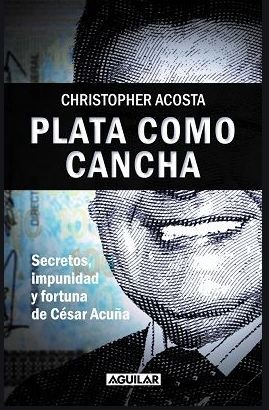 CHRISTOPHER ACOSTA
PLATA COMO
CANCHA
Secretos,
impunidad
y fortuna
de César Acuña
AGUILAR